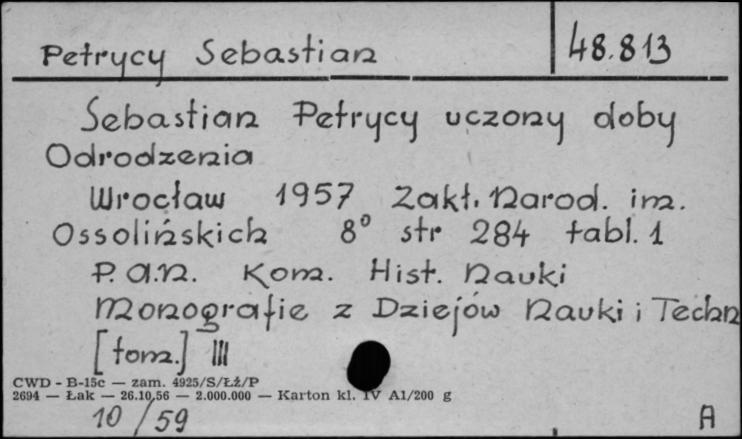 Petrycy Sebastian 48.813
Sebastian Petrycy uczony doby
Odrodzenia
Wrocław 1957 Zakł. Narod. im.
Ossolińskich 8° str 284 tabl. 1
P.A.N. Kom. Hist. Nauki
Monografie z Dziejów Nauki i Techn
[tom.] III
CWD - B-15c — zam. 4925/S/ŁŻ/P
2694 — Łak — 26.10.56 — 2.000.000 — Karton kl. IV A1/200 g
10/59 A